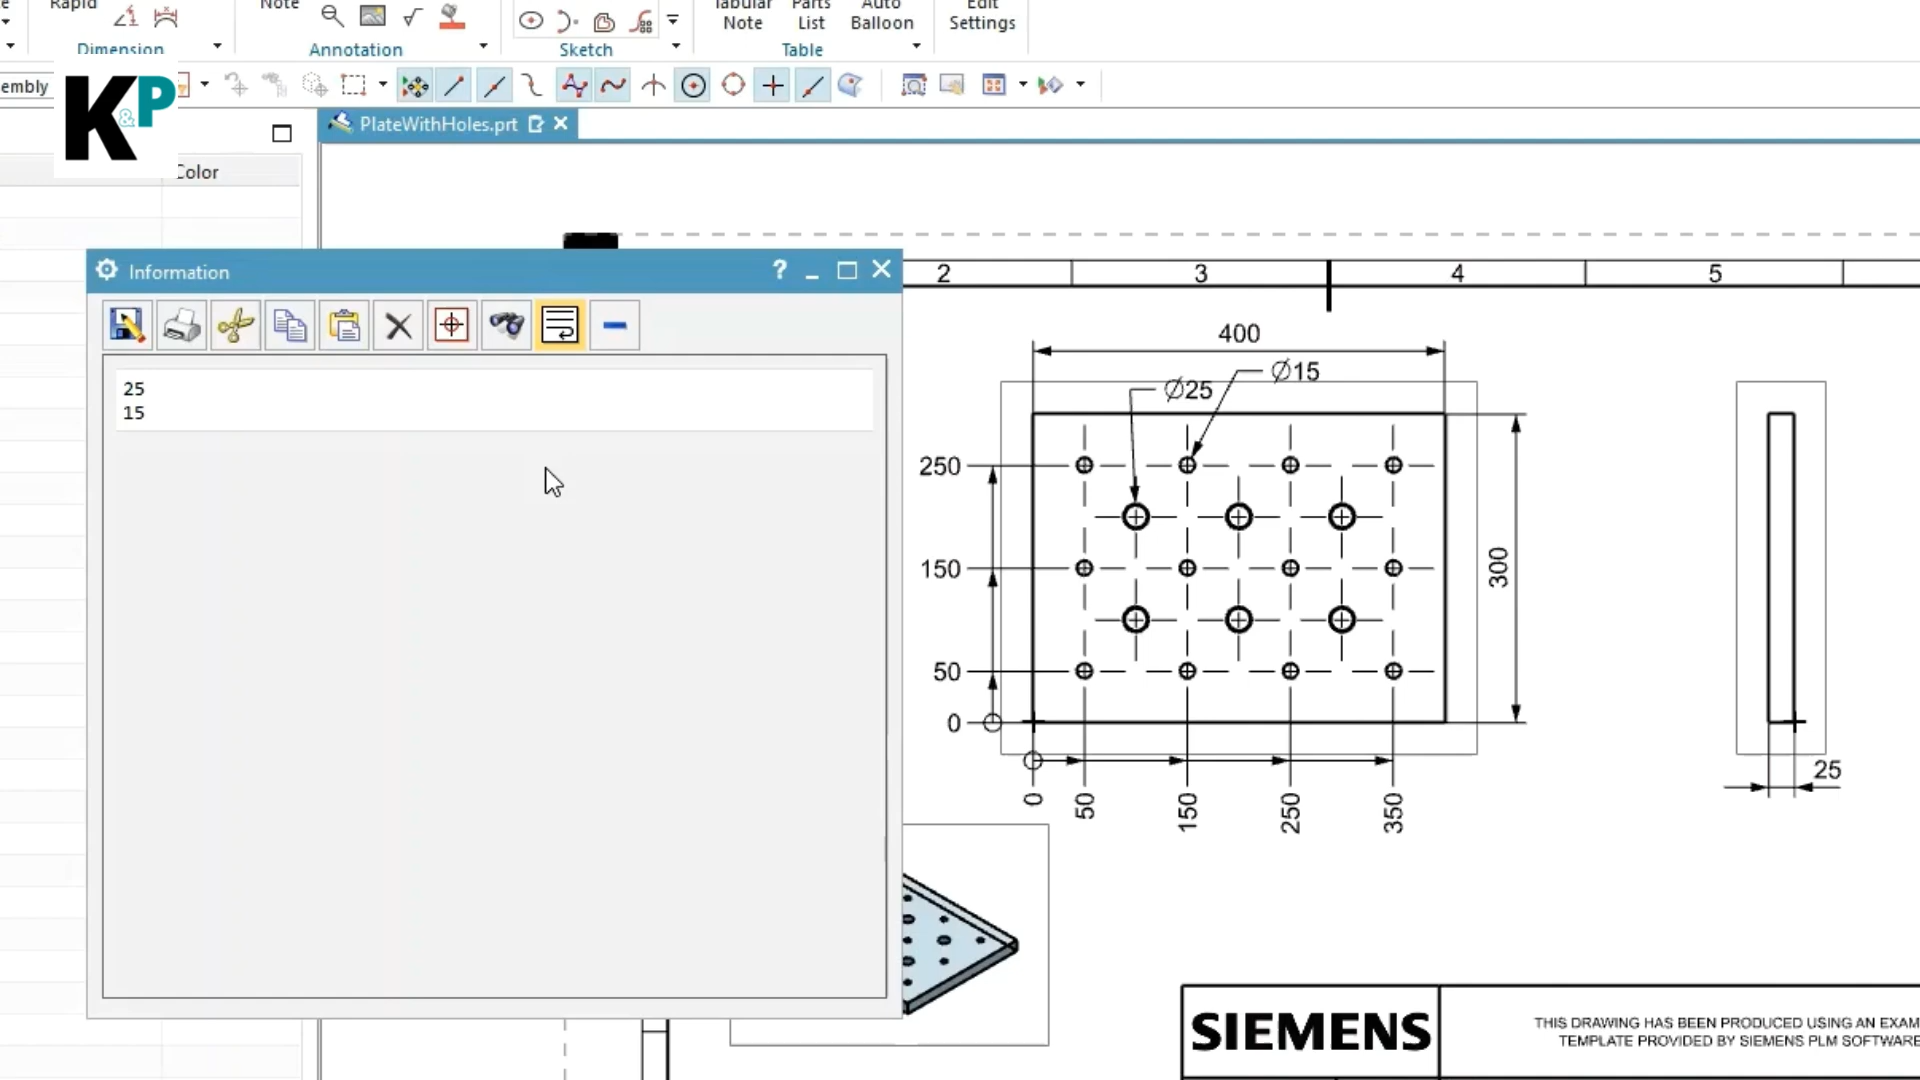 Rapid
Note
Tabular
Note
Parts
List
Auto
Balloon
Edit
Settings
Dimension
Annotation
Sketch
Table
embly
K&P
PlateWithHoles.prt
Color
Information
?
25
15
2
3
4
5
400
∅25
∅15
250
150
50
0
300
0
50
150
250
350
25
SIEMENS
THIS DRAWING HAS BEEN PRODUCED USING AN EXAM
TEMPLATE PROVIDED BY SIEMENS PLM SOFTWARE